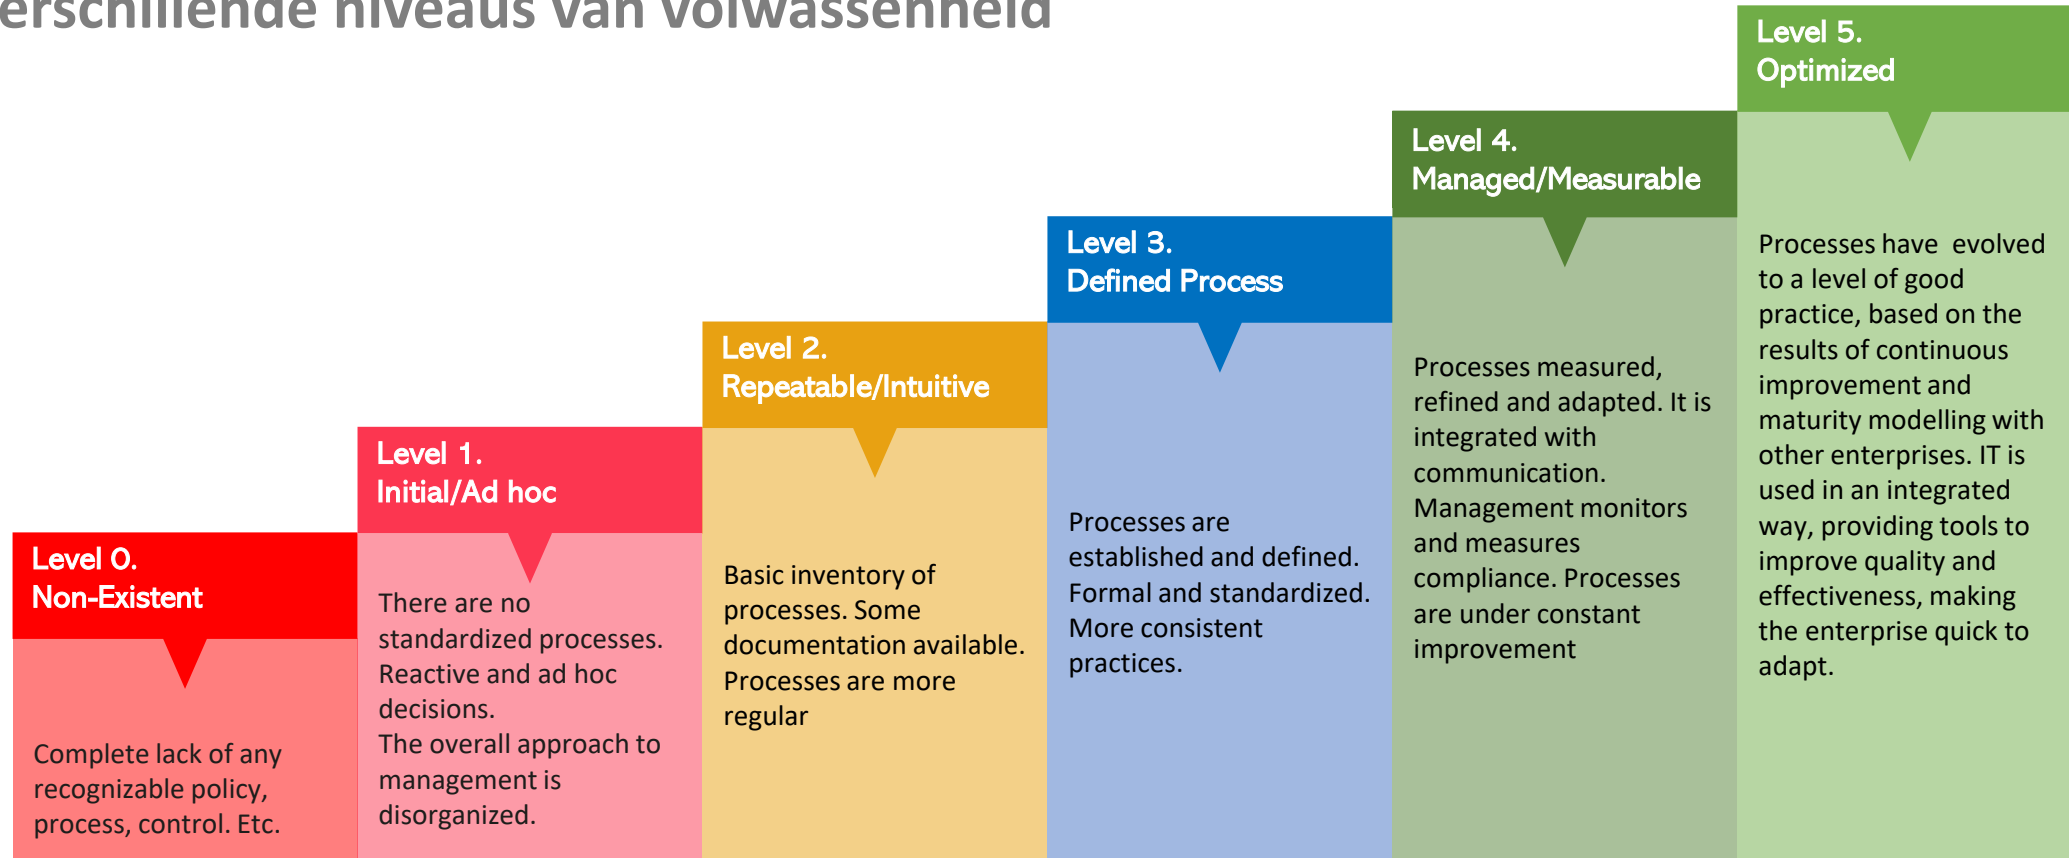 erschillende niveaus van volwassenheid
Level 5.
Optimized
Processes have  evolved
to a level of good
practice, based on the
results of continuous
improvement and
maturity modelling with
other enterprises. IT is
used in an integrated
way, providing tools to
improve quality and
effectiveness, making
the enterprise quick to
adapt.
Level 4.
Managed/Measurable
Processes measured,
refined and adapted. It is
integrated with
communication.
Management monitors
and measures
compliance. Processes
are under constant
improvement
Level 3.
Defined Process
Processes are
established and defined.
Formal and standardized.
More consistent
practices.
Level 2.
Repeatable/Intuitive
Basic inventory of
processes. Some
documentation available.
Processes are more
regular
Level 1.
Initial/Ad hoc
There are no
standardized processes.
Reactive and ad hoc
decisions.
The overall approach to
management is
disorganized.
Level 0.
Non-Existent
Complete lack of any
recognizable policy,
process, control. Etc.